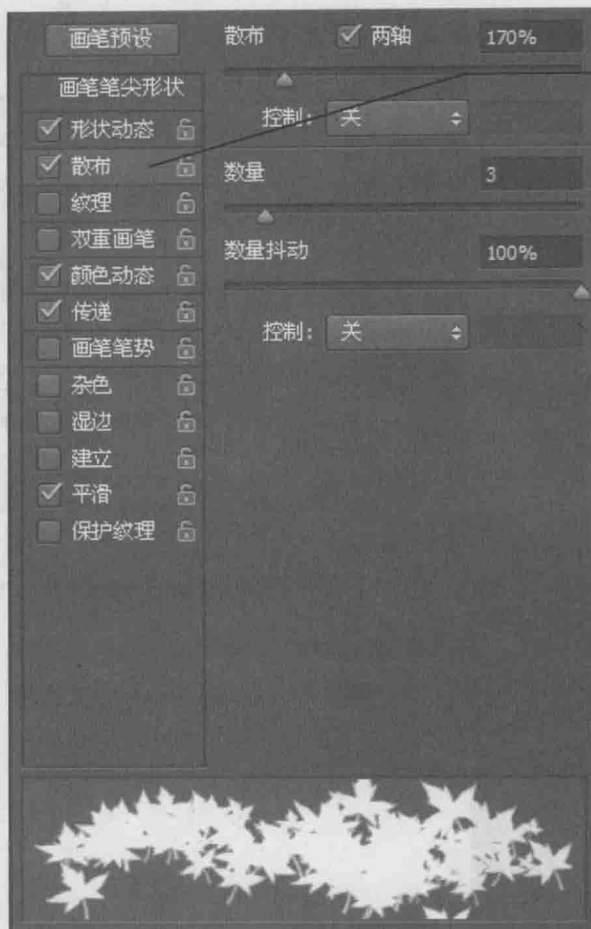 画笔预设
画笔笔尖形状
形状动态
散布
纹理
双重画笔
颜色动态
传递
画笔笔势
杂色
湿边
建立
平滑
保护纹理
散布 两轴 170%
控制： 关
数量 3
数量抖动 100%
控制： 关